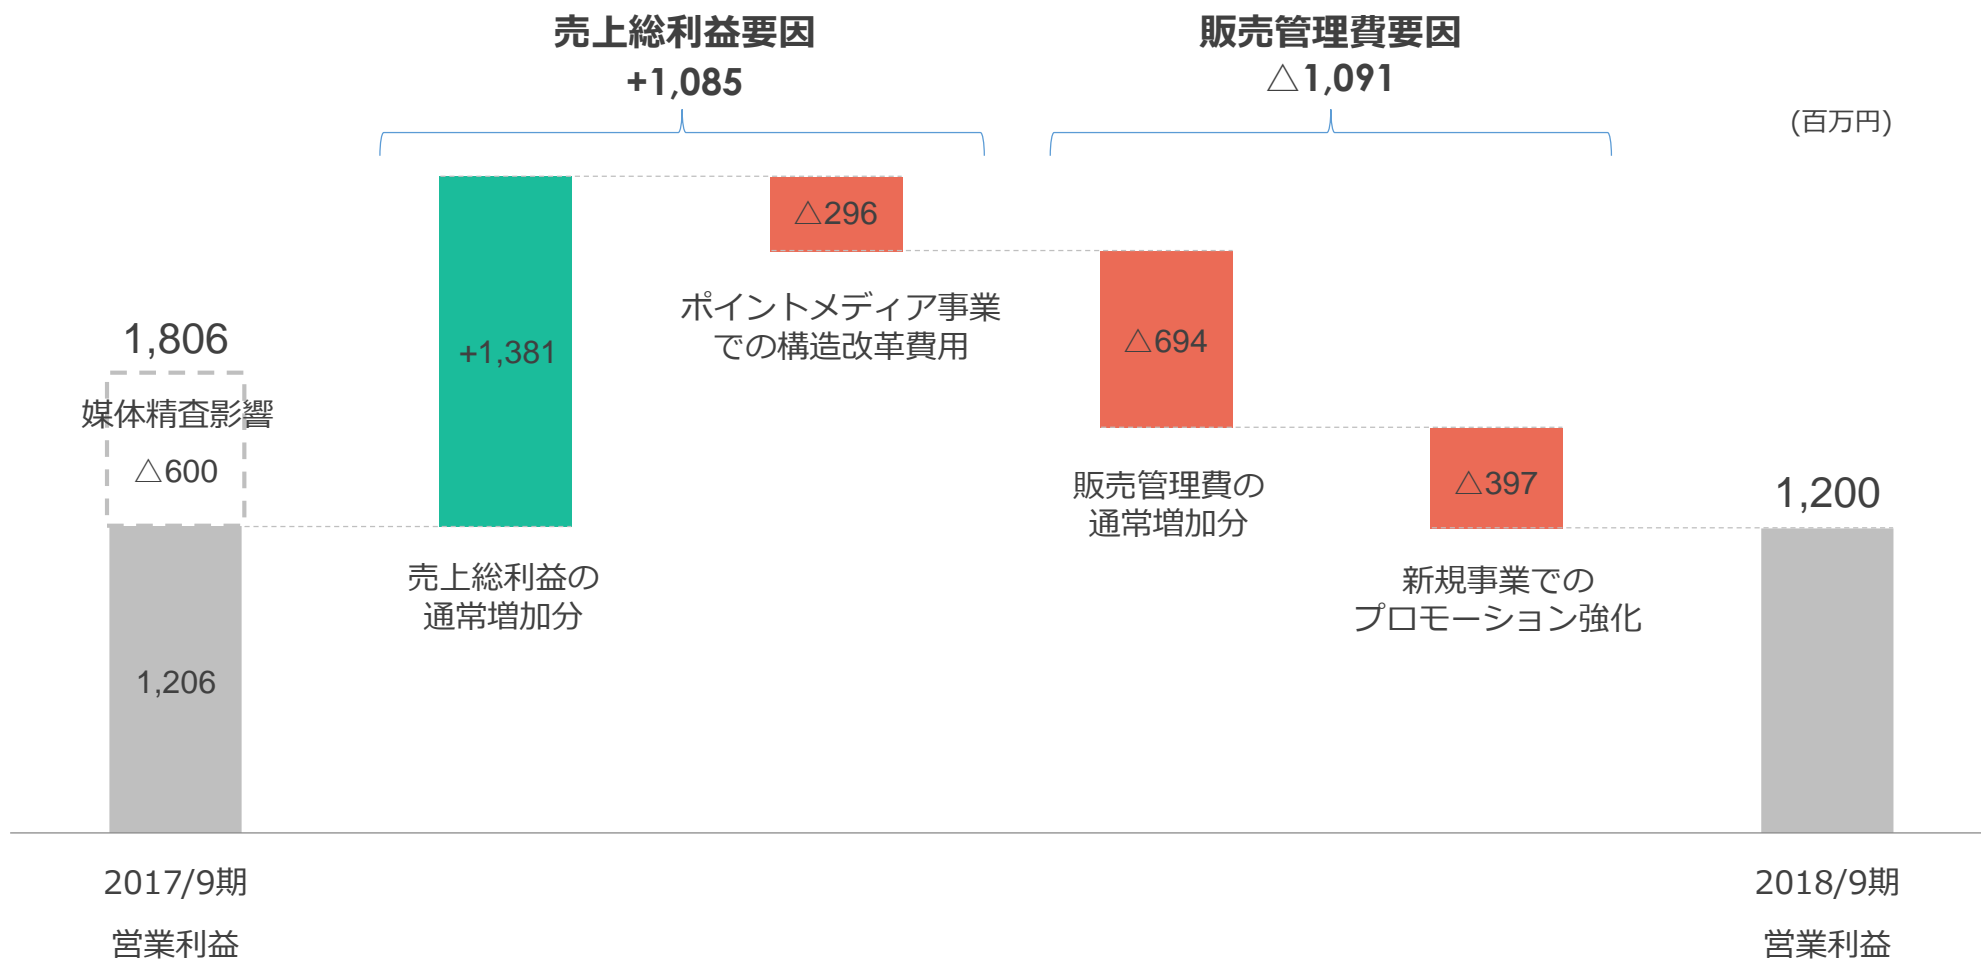 売上総利益要因
+1,085
販売管理費要因
△1,091
(百万円)
1,806
媒体精査影響
△600
1,206
+1,381
売上総利益の
通常増加分
△296
ポイントメディア事業
での構造改革費用
△694
販売管理費の
通常増加分
△397
新規事業での
プロモーション強化
1,200
2017/9期
営業利益
2018/9期
営業利益